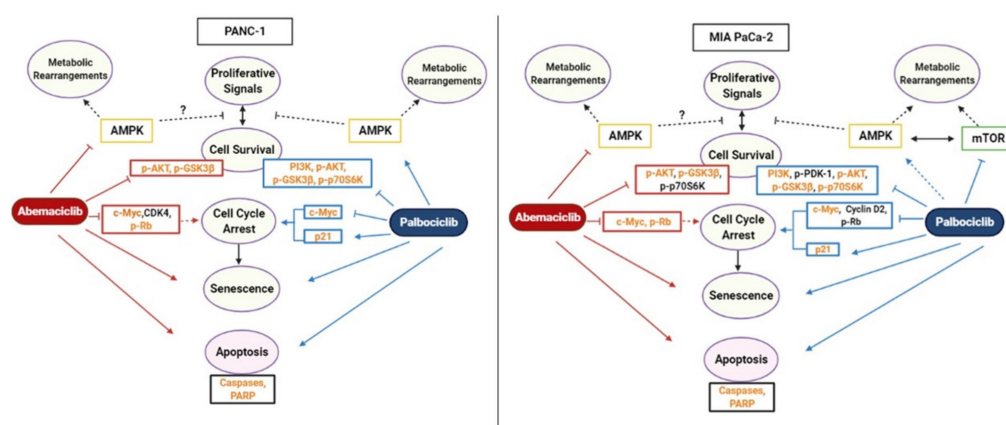 PANC-1
Metabolic
Rearrangements
Proliferative
Signals
Metabolic
Rearrangements
?
AMPK
AMPK
Cell Survival
p-AKT, p-GSK3β
PI3K, p-AKT,
p-GSK3β, p-p70S6K
Abemaciclib
c-Myc,CDK4,
p-Rb
Cell Cycle
Arrest
c-Myc
p21
Palbociclib
Senescence
Apoptosis
Caspases,
PARP
MIA PaCa-2
Metabolic
Rearrangements
Proliferative
Signals
Metabolic
Rearrangements
?
AMPK
AMPK
mTOR
Cell Survival
p-AKT, p-GSK3β,
p-p70S6K
PI3K, p-PDK-1, p-AKT,
p-GSK3β, p-p70S6K
Abemaciclib
c-Myc, p-Rb
Cell Cycle
Arrest
c-Myc, Cyclin D2,
p-Rb
p21
Palbociclib
Senescence
Apoptosis
Caspases,
PARP